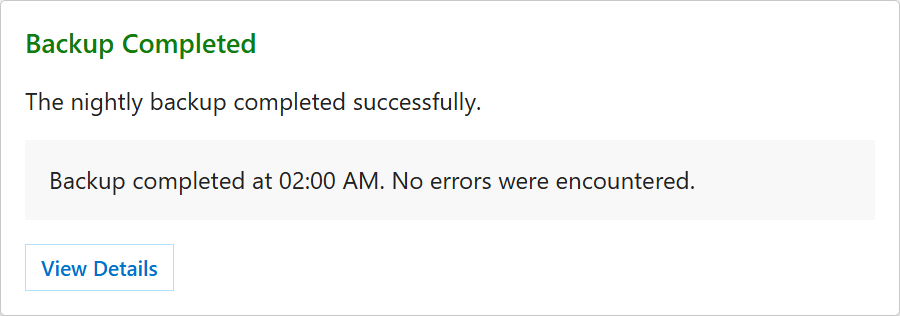 Backup Completed
The nightly backup completed successfully.
Backup completed at 02:00 AM. No errors were encountered.
View Details